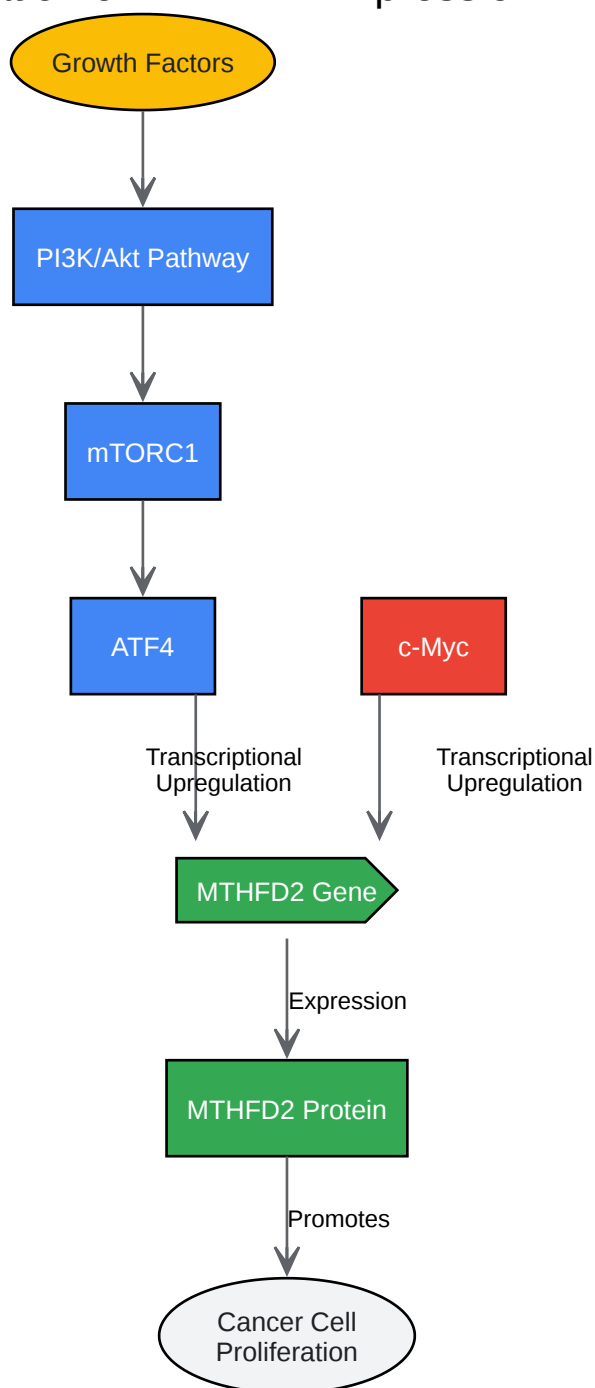 Growth Factors
PI3K/Akt Pathway
mTORC1
ATF4
c-Myc
Transcriptional
Upregulation
Transcriptional
Upregulation
MTHFD2 Gene
Expression
MTHFD2 Protein
Promotes
Cancer Cell
Proliferation